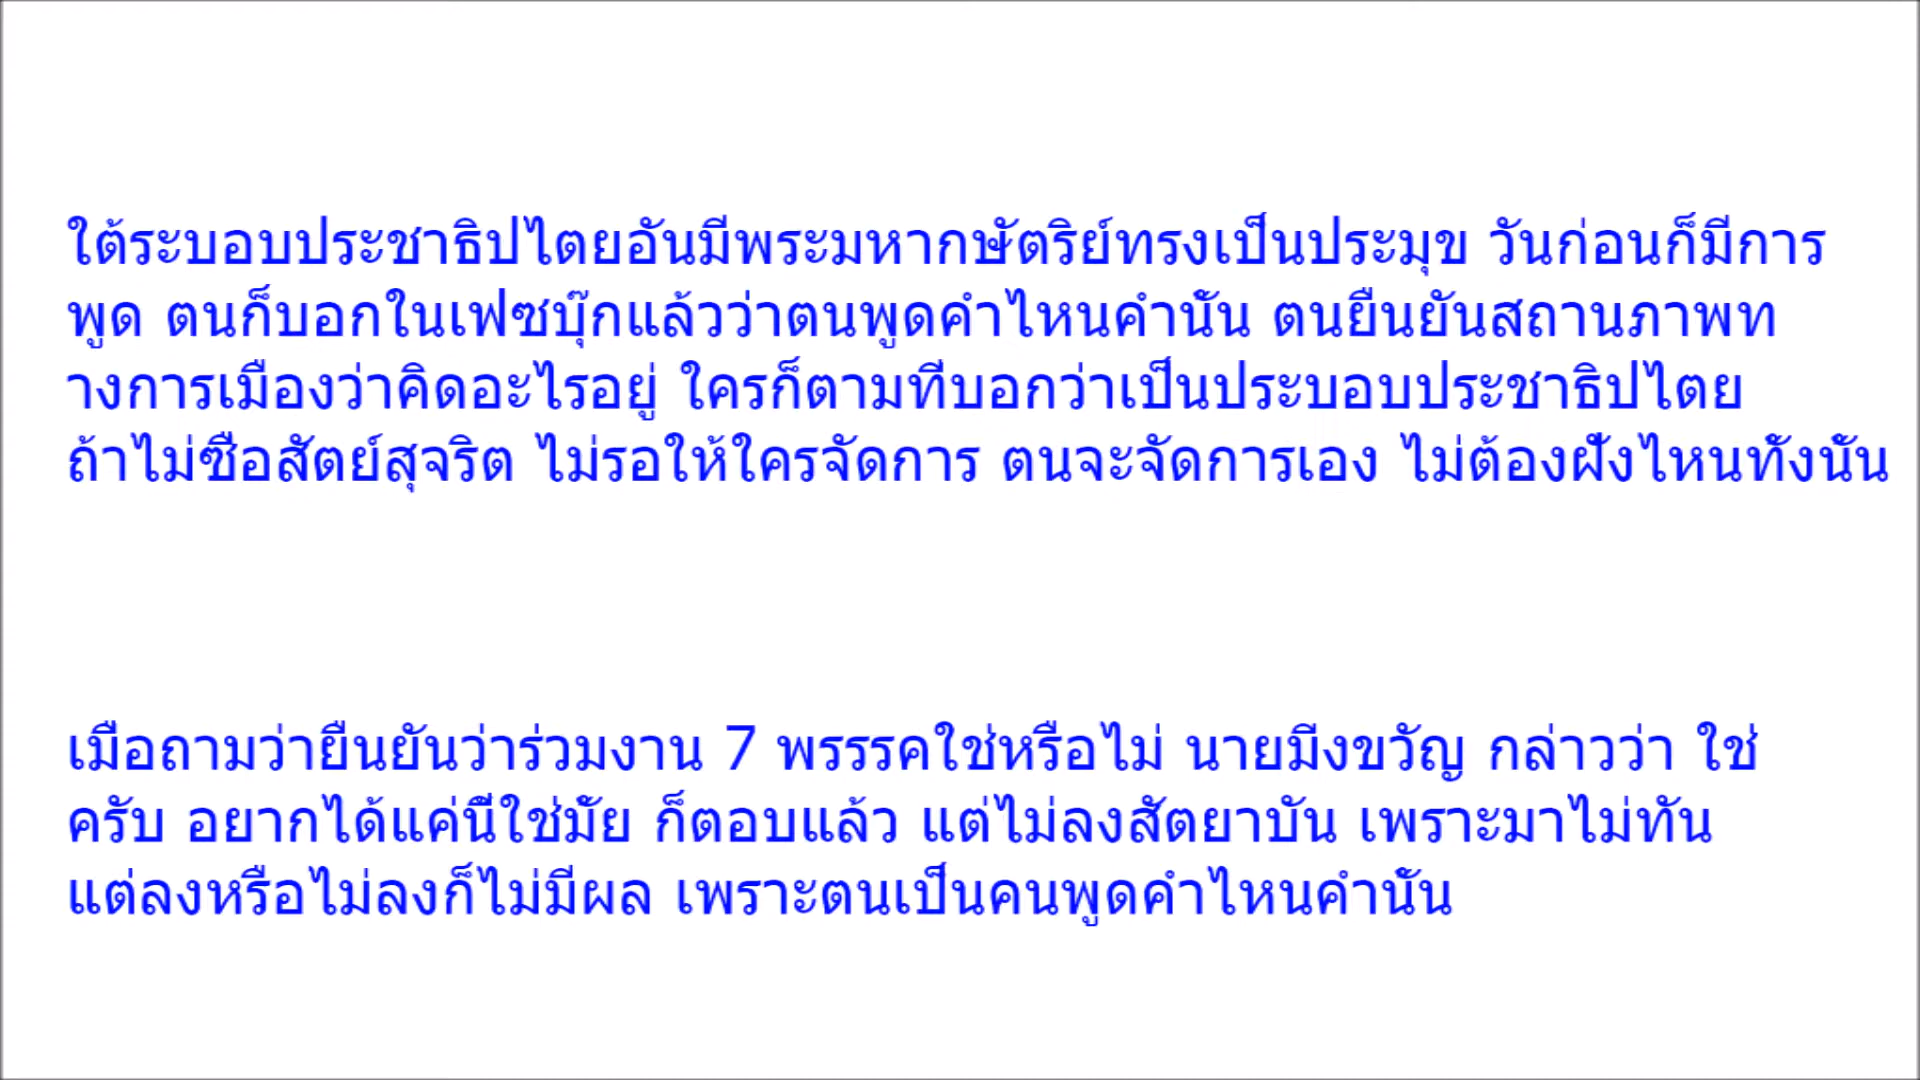 ใต้ระบอบประชาธิปไตยอันมีพระมหากษัตริย์ทรงเป็นประมุข วันก่อนก็มีการ
พูด ตนก็บอกในเฟซบุ๊กแล้วว่าตนพูดคำไหนคำนั้น ตนยืนยันสถานภาพท
างการเมืองว่าคิดอะไรอยู่ ใครก็ตามที่บอกว่าเป็นประบอบประชาธิปไตย
ถ้าไม่ซื่อสัตย์สุจริต ไม่รอให้ใครจัดการ ตนจะจัดการเอง ไม่ต้องฝั่งไหนทั้งนั้น
เมื่อถามว่ายืนยันว่าร่วมงาน 7 พรรรคใช่หรือไม่ นายมิ่งขวัญ กล่าวว่า ใช่
ครับ อยากได้แค่นี้ใช่มั้ย ก็ตอบแล้ว แต่ไม่ลงสัตยาบัน เพราะมาไม่ทัน
แต่ลงหรือไม่ลงก็ไม่มีผล เพราะตนเป็นคนพูดคำไหนคำนั้น